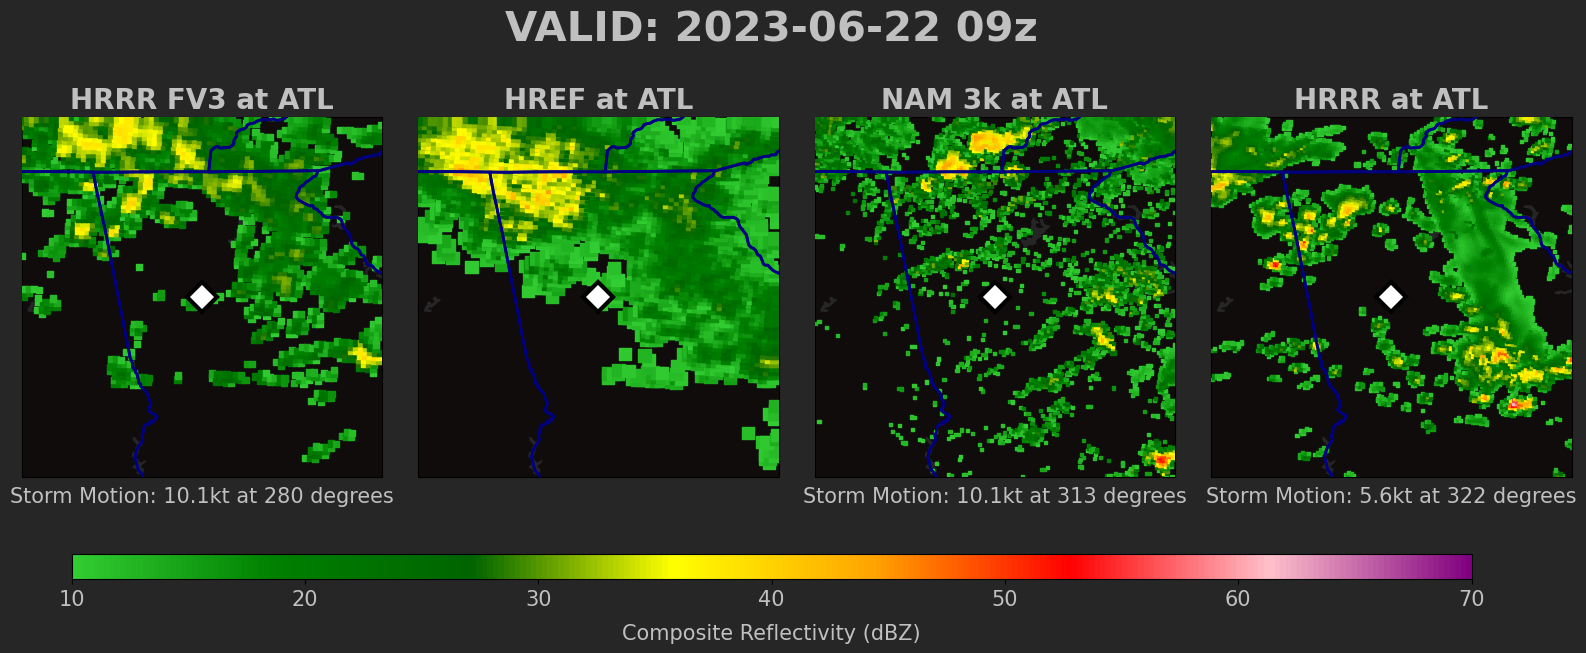 VALID: 2023-06-22 09z
HRRR FV3 at ATL
HREF at ATL
NAM 3k at ATL
HRRR at ATL
Storm Motion: 10.1kt at 280 degrees
Storm Motion: 10.1kt at 313 degrees
Storm Motion: 5.6kt at 322 degrees
10 20 30 40 50 60 70
Composite Reflectivity (dBZ)